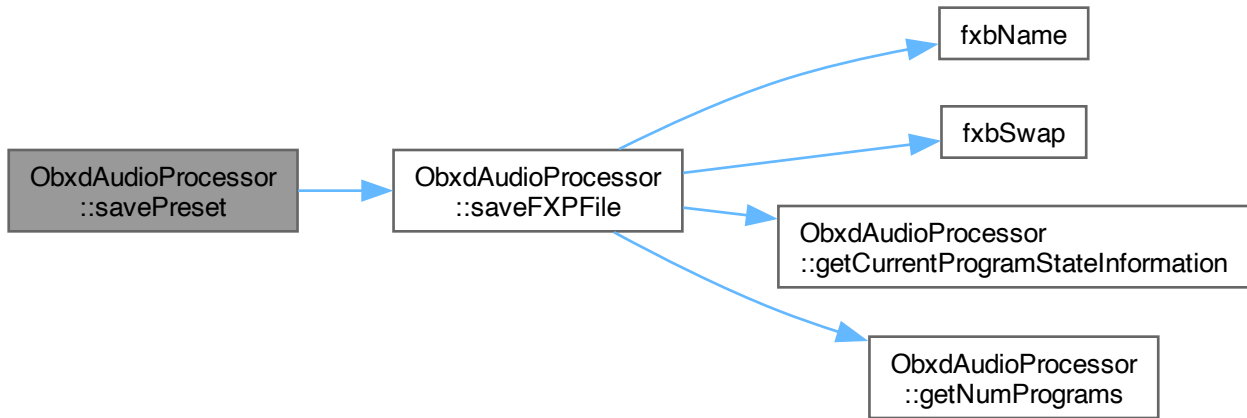 ObxdAudioProcessor
::savePreset
ObxdAudioProcessor
::saveFXPFile
fxbName
fxbSwap
ObxdAudioProcessor
::getCurrentProgramStateInformation
ObxdAudioProcessor
::getNumPrograms